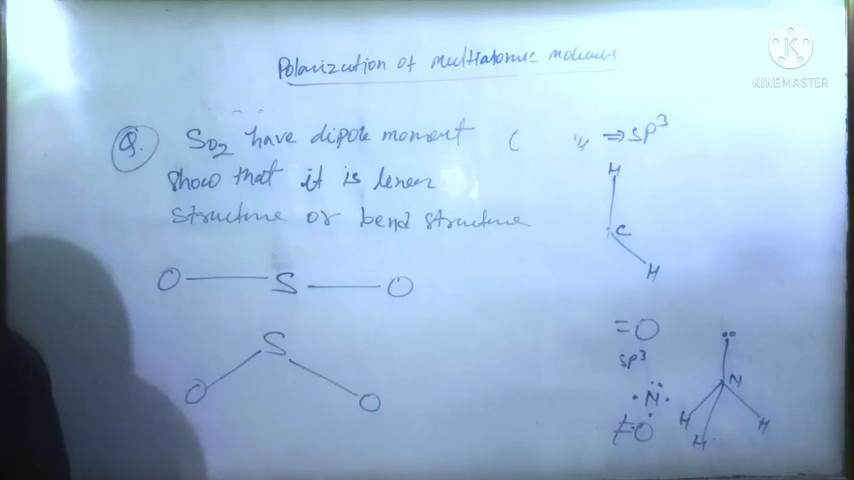 Polarization of multiatomic molecules
Q. SO2 have dipole moment (
show that it is lenear
structure or bend structure
O — S — O
S
O O
⇒ SP3
H
C
H
= O
SP3
N
≠O
N
H H H
K
KINEMASTER